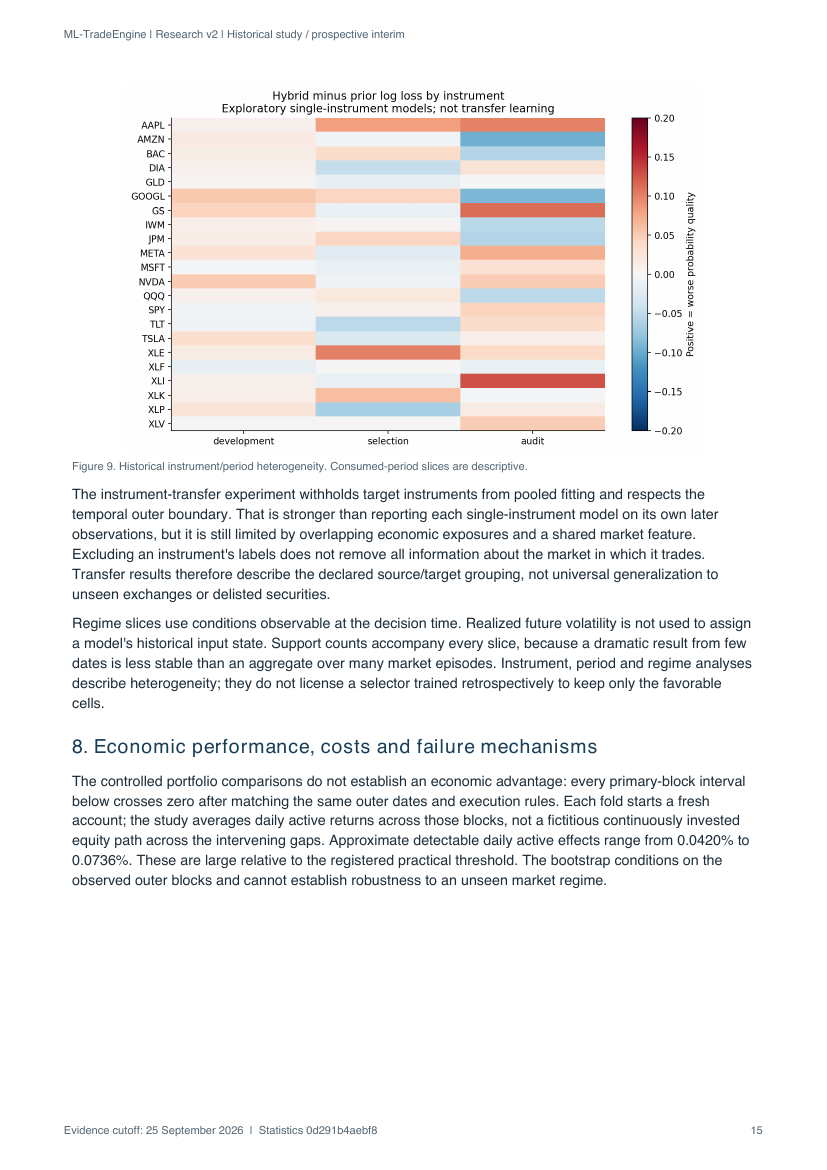 ML-TradeEngine | Research v2 | Historical study / prospective interim
Hybrid minus prior log loss by instrument
Exploratory single-instrument models; not transfer learning
AAPL
AMZN
BAC
DIA
GLD
GOOGL
GS
IWM
JPM
META
MSFT
NVDA
QQQ
SPY
TLT
TSLA
XLE
XLF
XLI
XLK
XLP
XLV
development
selection
audit
0.20
0.15
0.10
0.05
0.00
−0.05
−0.10
−0.15
−0.20
Positive = worse probability quality
Figure 9. Historical instrument/period heterogeneity. Consumed-period slices are descriptive.
The instrument-transfer experiment withholds target instruments from pooled fitting and respects the
temporal outer boundary. That is stronger than reporting each single-instrument model on its own later
observations, but it is still limited by overlapping economic exposures and a shared market feature.
Excluding an instrument's labels does not remove all information about the market in which it trades.
Transfer results therefore describe the declared source/target grouping, not universal generalization to
unseen exchanges or delisted securities.
Regime slices use conditions observable at the decision time. Realized future volatility is not used to assign
a model's historical input state. Support counts accompany every slice, because a dramatic result from few
dates is less stable than an aggregate over many market episodes. Instrument, period and regime analyses
describe heterogeneity; they do not license a selector trained retrospectively to keep only the favorable
cells.
8. Economic performance, costs and failure mechanisms
The controlled portfolio comparisons do not establish an economic advantage: every primary-block interval
below crosses zero after matching the same outer dates and execution rules. Each fold starts a fresh
account; the study averages daily active returns across those blocks, not a fictitious continuously invested
equity path across the intervening gaps. Approximate detectable daily active effects range from 0.0420% to
0.0736%. These are large relative to the registered practical threshold. The bootstrap conditions on the
observed outer blocks and cannot establish robustness to an unseen market regime.
Evidence cutoff: 25 September 2026 | Statistics 0d291b4aebf8
15